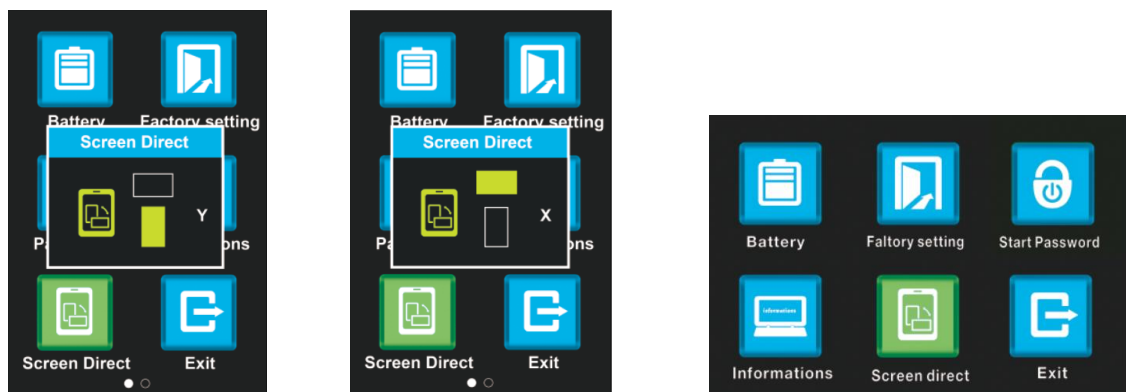 Battery Factory setting
Screen Direct
Y
Pa ons
Screen Direct Exit
Battery Factory setting
Screen Direct
X
Pa ons
Screen Direct Exit
Battery Faltory setting Start Password
informations
Informations Screen direct Exit